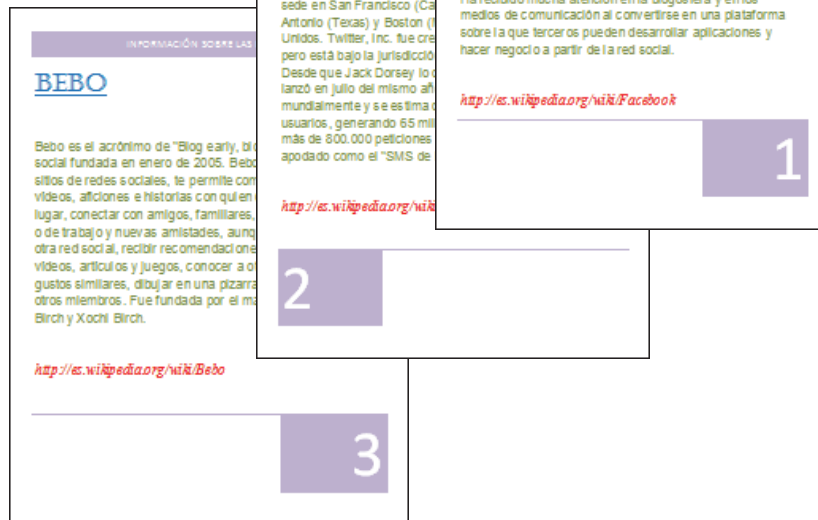 INFORMACIÓN SOBRE LAS
BEBO
Bebo es el acrónimo de "Blog early, blo
social fundada en enero de 2005. Bebo
sitios de redes sociales, te permite com
videos, aficiones e historias con quien
lugar, conectar con amigos, familiares,
o de trabajo y nuevas amistades, aunq
otra red social, recibir recomendacione
videos, artículos y juegos, conocer a ot
gustos similares, dibujar en una pizarra
otros miembros. Fue fundada por el ma
Birch y Xochi Birch.
http://es.wikipedia.org/wiki/Bebo
3
sede en San Francisco (Ca
Antonio (Texas) y Boston
Unidos. Twitter, Inc. fue cre
pero está bajo la jurisdicció
Desde que Jack Dorsey lo
lanzó en julio del mismo añ
mundialmente y se estima
usuarios, generando 65 mil
más de 800.000 peticiones
apodado como el "SMS de
http://es.wikipedia.org/wiki
2
Ha recibido mucha atención en la blogosfera y en los
medios de comunicación al convertirse en una plataforma
sobre la que terceros pueden desarrollar aplicaciones y
hacer negocio a partir de la red social.
http://es.wikipedia.org/wiki/Facebook
1